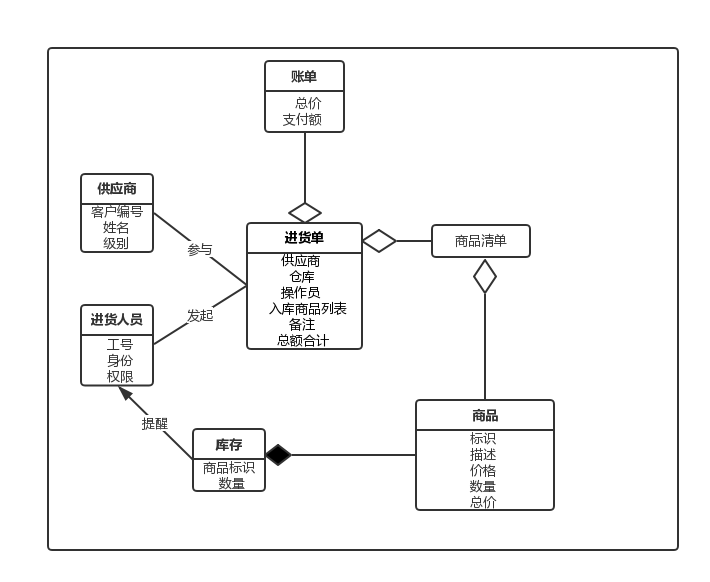 账单
总价
支付额
供应商
客户编号
姓名
级别
参与
进货单
供应商
仓库
操作员
入库商品列表
备注
总额合计
商品清单
进货人员
工号
身份
权限
发起
提醒
库存
商品标识
数量
商品
标识
描述
价格
数量
总价